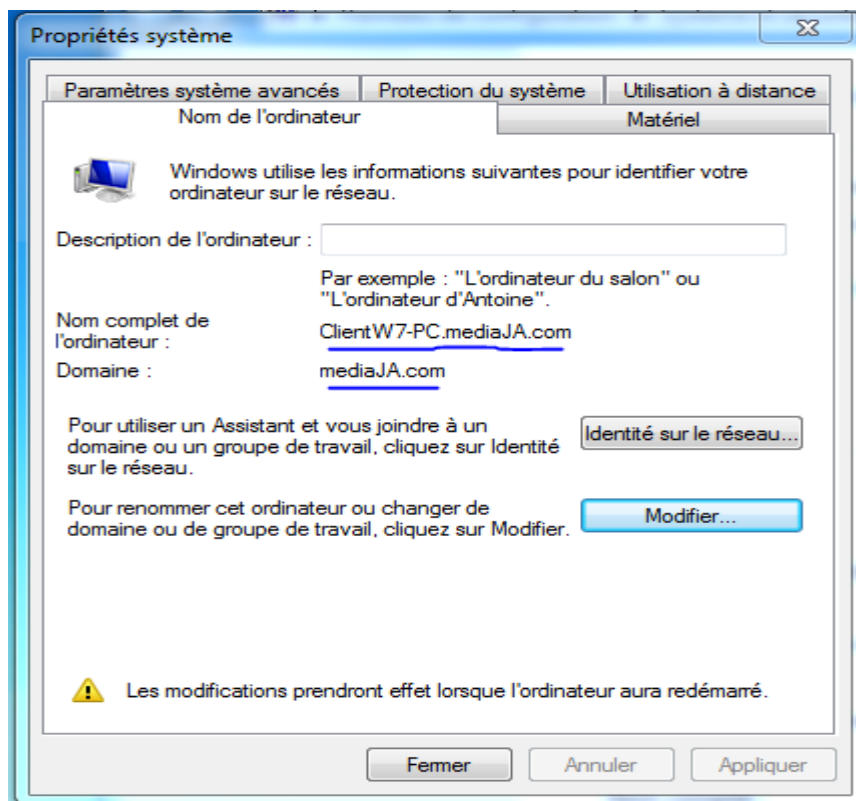 Propriétés système
Paramètres système avancés Protection du système Utilisation à distance
Nom de l'ordinateur Matériel
Windows utilise les informations suivantes pour identifier votre
ordinateur sur le réseau.
Description de l'ordinateur :
Par exemple : "L'ordinateur du salon" ou
"L'ordinateur d'Antoine".
Nom complet de
l'ordinateur :
ClientW7-PC.mediaJA.com
Domaine : mediaJA.com
Pour utiliser un Assistant et vous joindre à un
domaine ou un groupe de travail, cliquez sur Identité
sur le réseau.
Identité sur le réseau...
Pour renommer cet ordinateur ou changer de
domaine ou de groupe de travail, cliquez sur Modifier.
Modifier...
Les modifications prendront effet lorsque l'ordinateur aura redémarré.
Fermer Annuler Appliquer